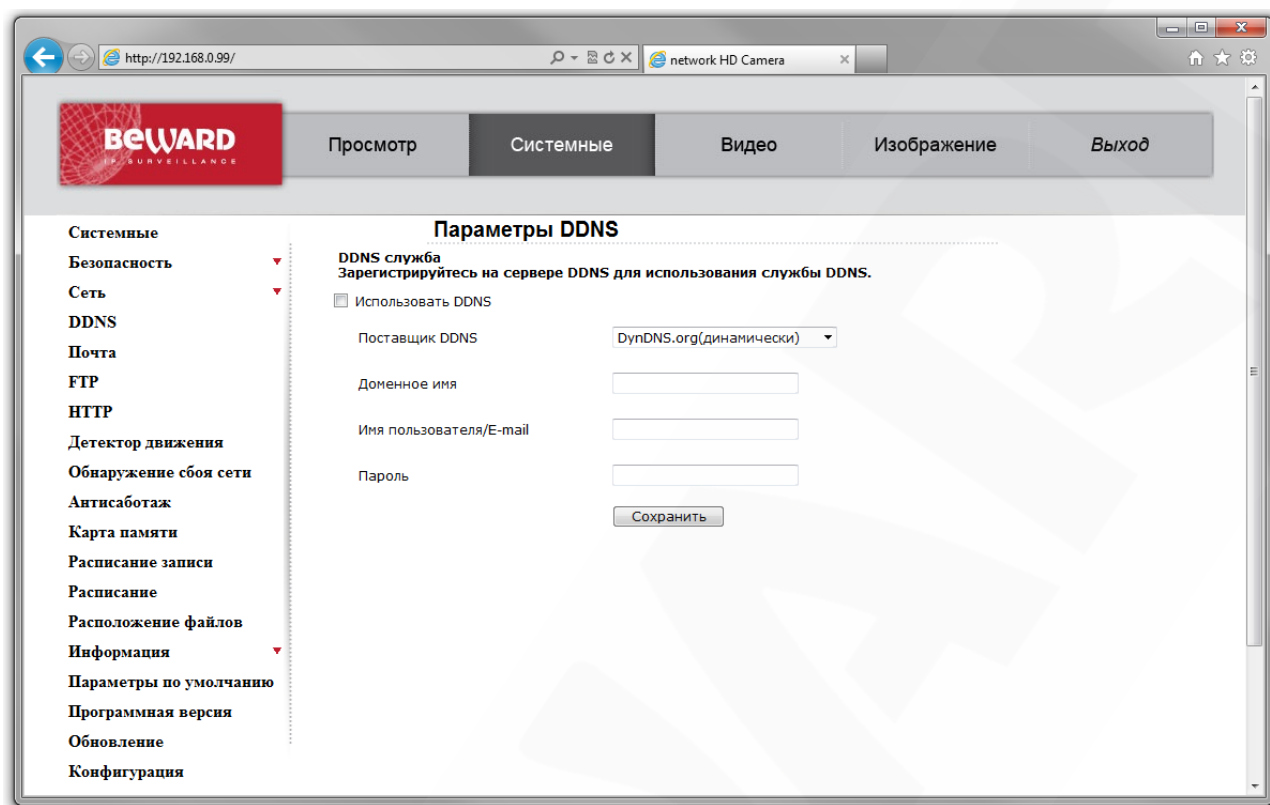 http://192.168.0.99/
network HD Camera
BEWARD
IP SURVEILLANCE
Просмотр
Системные
Видео
Изображение
Выход
Системные
Безопасность
Сеть
DDNS
Почта
FTP
HTTP
Детектор движения
Обнаружение сбоя сети
Антисаботаж
Карта памяти
Расписание записи
Расписание
Расположение файлов
Информация
Параметры по умолчанию
Программная версия
Обновление
Конфигурация
Параметры DDNS
DDNS служба
Зарегистрируйтесь на сервере DDNS для использования службы DDNS.
Использовать DDNS
Поставщик DDNS
DynDNS.org(динамически)
Доменное имя
Имя пользователя/E-mail
Пароль
Сохранить